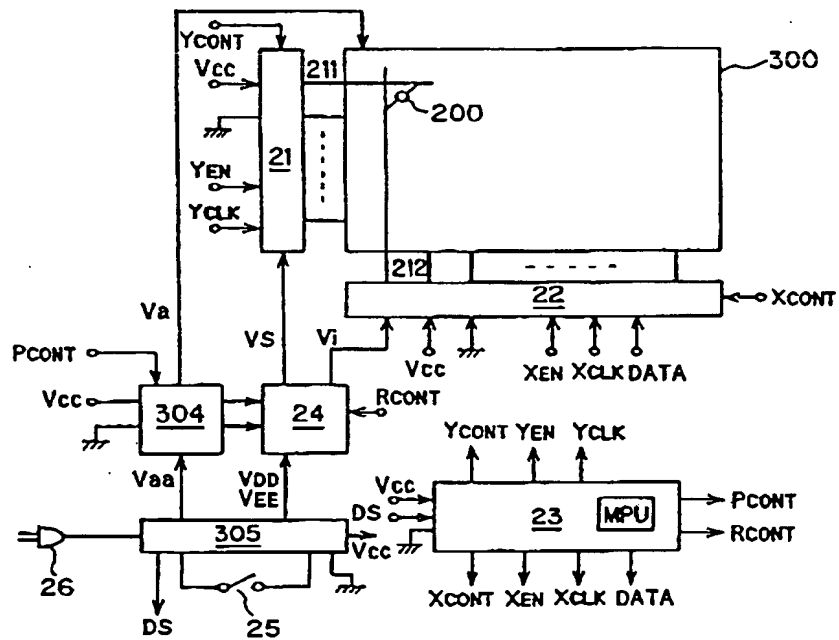 YCONT
VCC
211
300
200
21
YEN
YCLK
212
22
XCONT
Va
VS
Vi
PCONT
VCC
XEN XCLK DATA
VCC
304
24
RCONT
YCONT YEN YCLK
Vaa
VDD
VEE
VCC
DS
23
MPU
PCONT
RCONT
305
VCC
26
25
DS
XCONT XEN XCLK DATA